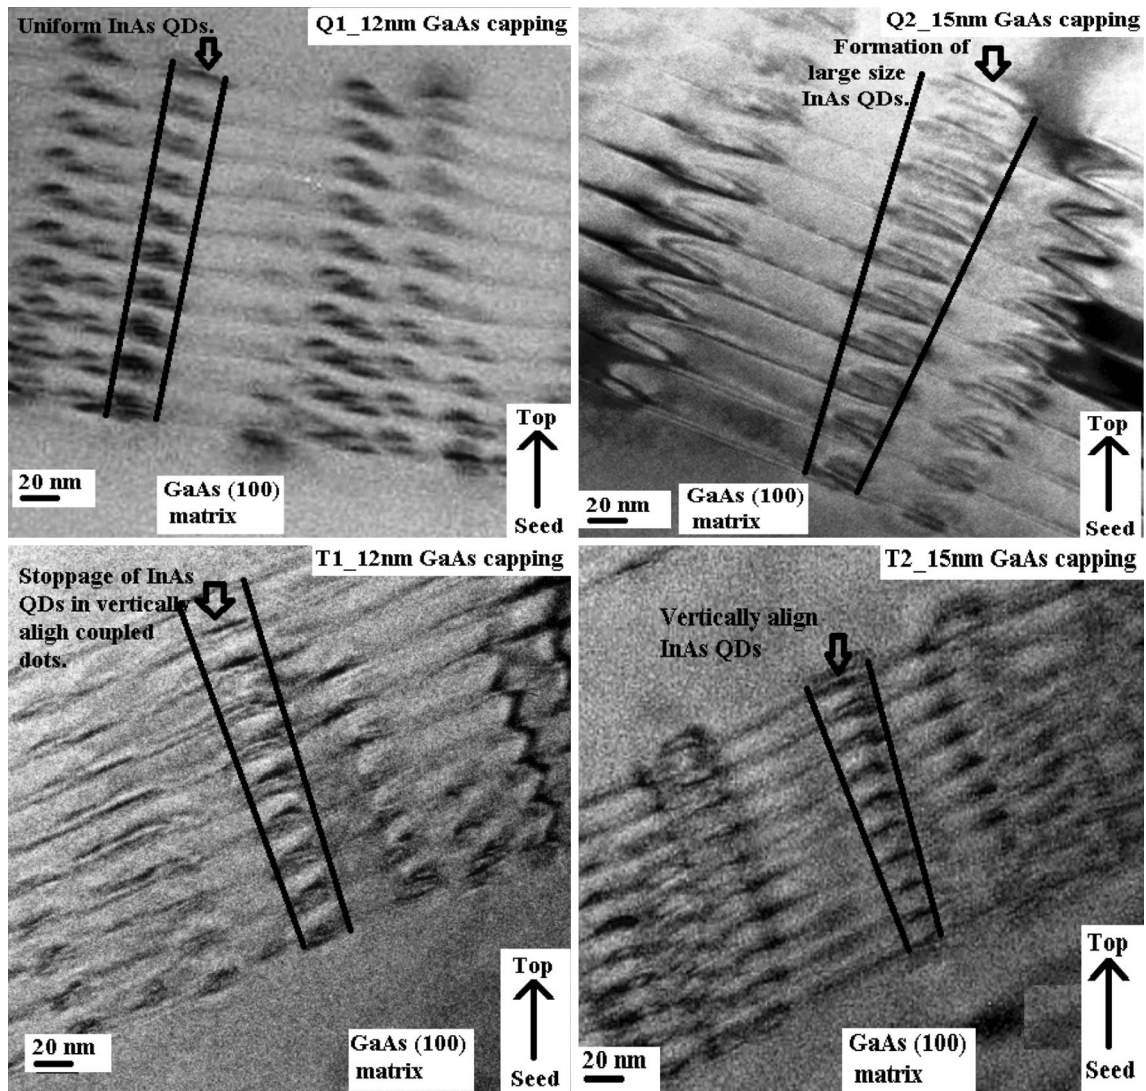 Uniform InAs QDs.
Q1_12nm GaAs capping
Top
Seed
20 nm
GaAs (100)
matrix
Q2_15nm GaAs capping
Formation of
large size
InAs QDs.
Top
Seed
20 nm
GaAs (100)
matrix
T1_12nm GaAs capping
Stoppage of InAs
QDs in vertically
aligh coupled
dots.
Top
Seed
20 nm
GaAs (100)
matrix
T2_15nm GaAs capping
Vertically align
InAs QDs
Top
Seed
20 nm
GaAs (100)
matrix